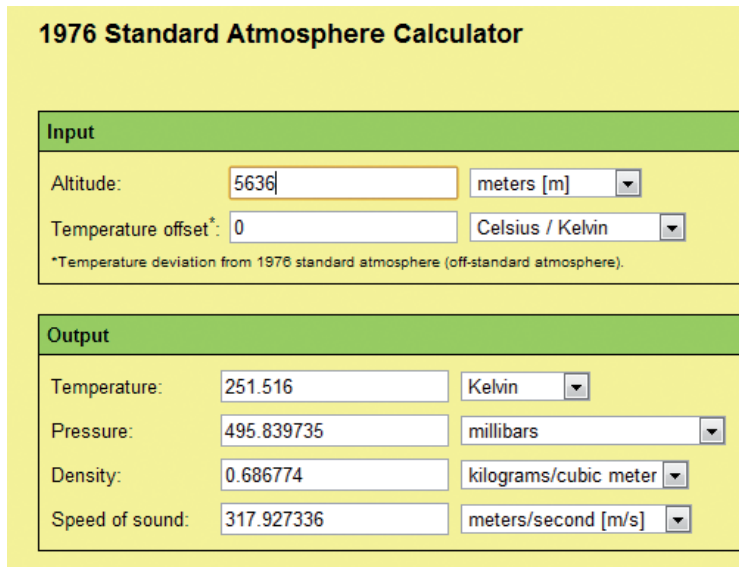 1976 Standard Atmosphere Calculator
Input
Altitude: 5636 meters [m]
Temperature offset*: 0 Celsius / Kelvin
*Temperature deviation from 1976 standard atmosphere (off-standard atmosphere).
Output
Temperature: 251.516 Kelvin
Pressure: 495.839735 millibars
Density: 0.686774 kilograms/cubic meter
Speed of sound: 317.927336 meters/second [m/s]